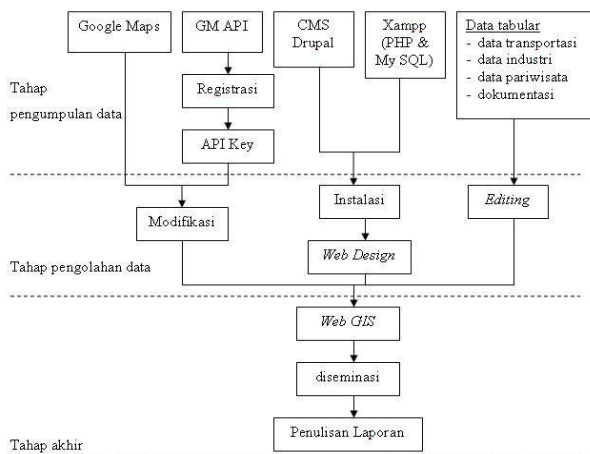 Google Maps
GM API
CMS
Drupal
Xampp
(PHP &
My SQL)
Data tabular
- data transportasi
- data industri
- data pariwisata
- dokumentasi
Tahap
pengumpulan data
Registrasi
API Key
Modifikasi
Instalasi
Editing
Web Design
Tahap pengolahan data
Web GIS
diseminasi
Penulisan Laporan
Tahap akhir